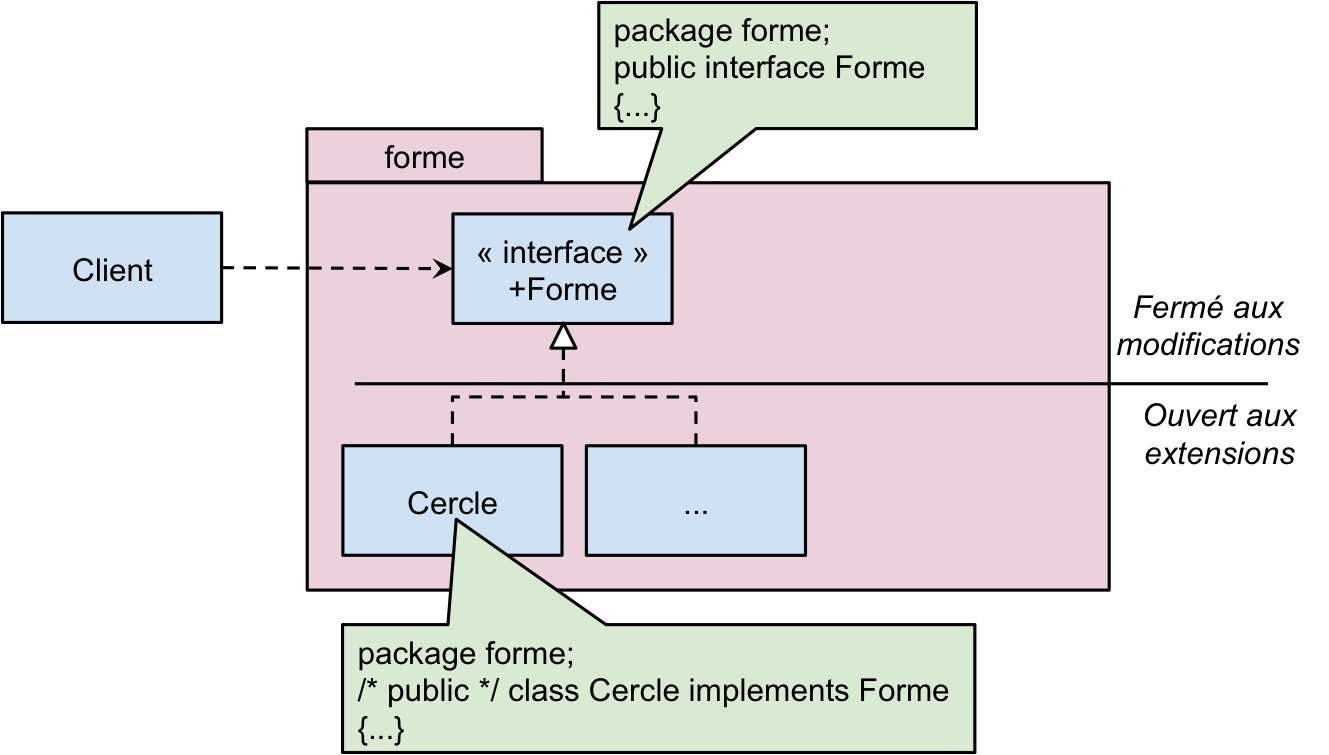 package forme;
public interface Forme
{...}
forme
Client
« interface »
+Forme
Fermé aux
modifications
Ouvert aux
extensions
Cercle
...
package forme;
/* public */ class Cercle implements Forme
{...}